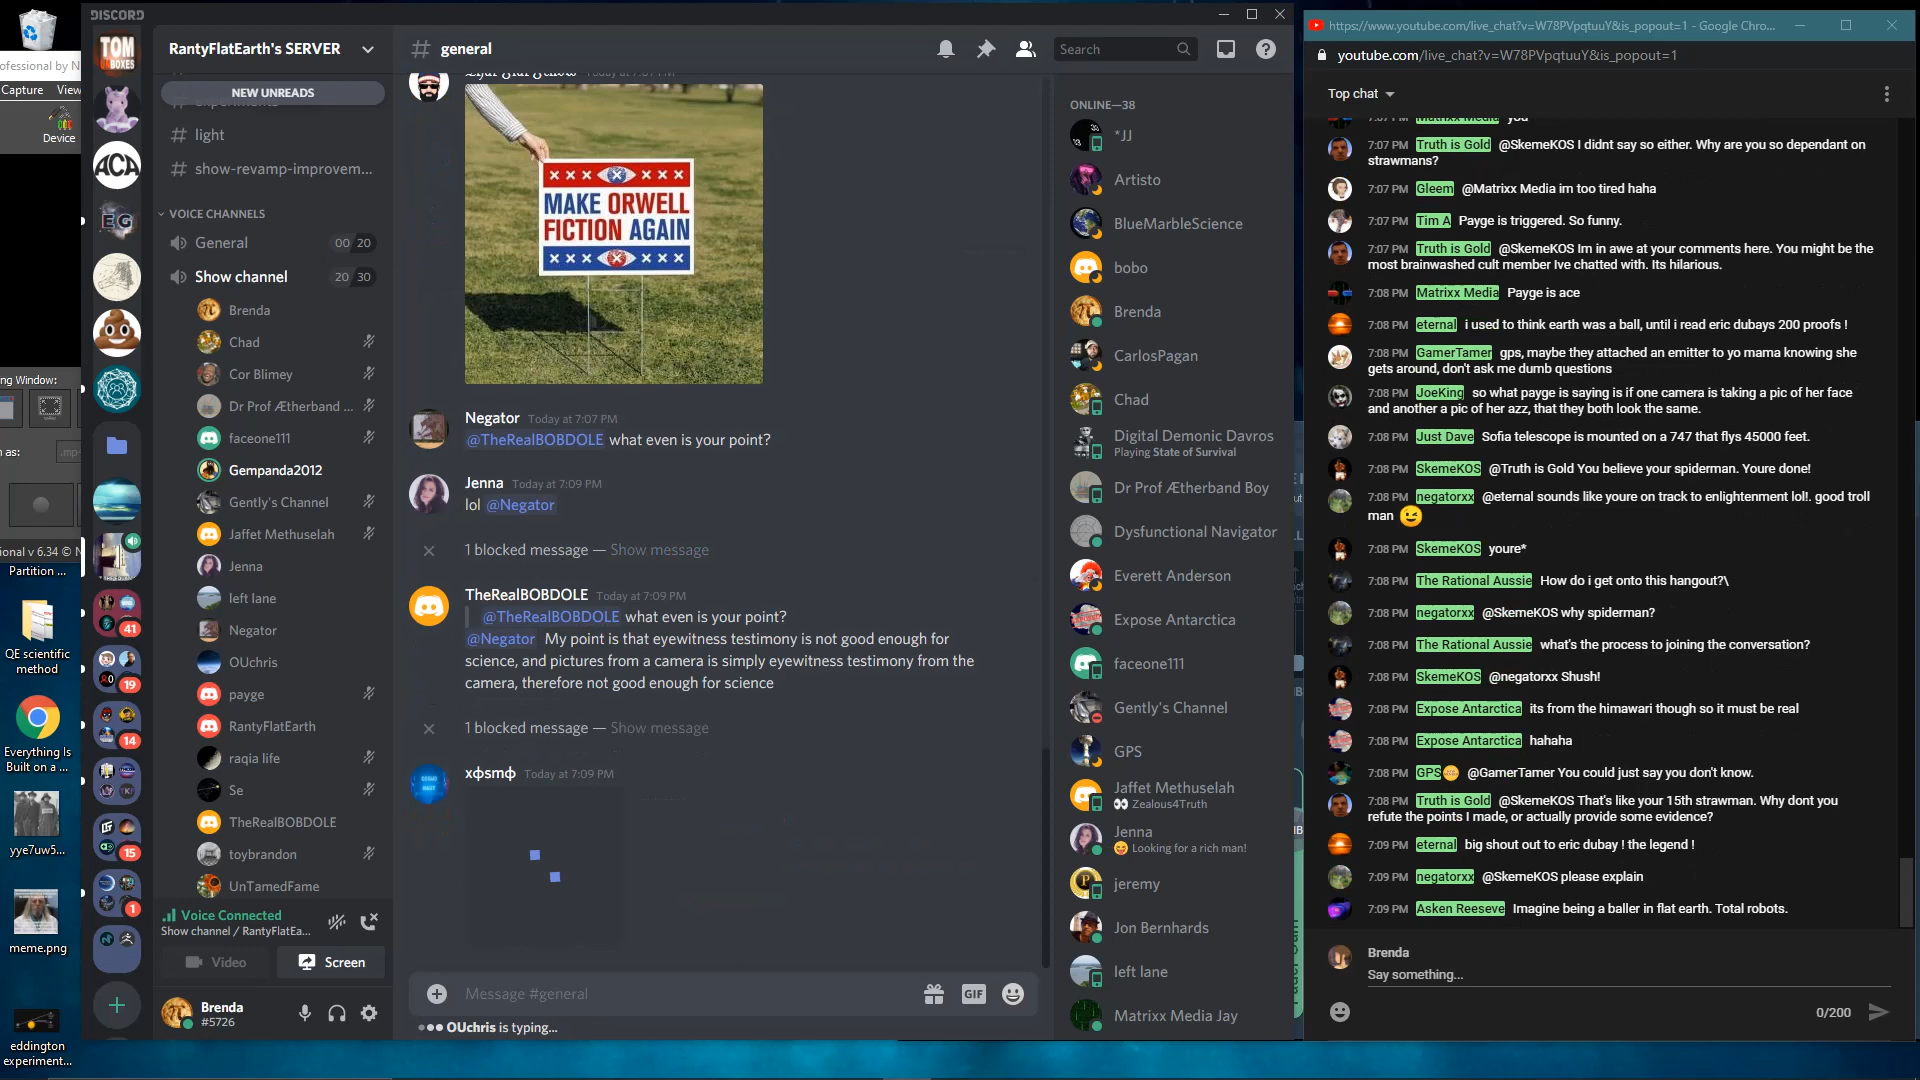 ofessional by N
Capture View
Device
ng Window:
n as:
.mp
ional v 6.34 © N
Partition ...
QE scientific
method
Everything Is
Built on a ...
yye7uw5...
meme.png
eddington
experiment...
DISCORD
TOM
BOXES
ACA
EG
41
19
14
15
1
RantyFlatEarth's SERVER
NEW UNREADS
# light
# show-revamp-improvem...
VOICE CHANNELS
General 00 20
Show channel 20 30
Brenda
Chad
Cor Blimey
Dr Prof Ætherband ...
faceone111
Gempanda2012
Gently's Channel
Jaffet Methuselah
Jenna
left lane
Negator
OUchris
payge
RantyFlatEarth
raqia life
Se
TheRealBOBDOLE
toybrandon
UnTamedFame
Voice Connected
Show channel / RantyFlatEa...
Video
Screen
Brenda
#5726
# general
Search
MAKE ORWELL
FICTION AGAIN
Negator Today at 7:07 PM
@TheRealBOBDOLE what even is your point?
Jenna Today at 7:09 PM
lol @Negator
1 blocked message — Show message
TheRealBOBDOLE Today at 7:09 PM
@TheRealBOBDOLE what even is your point?
@Negator My point is that eyewitness testimony is not good enough for
science, and pictures from a camera is simply eyewitness testimony from the
camera, therefore not good enough for science
1 blocked message — Show message
xфsmф Today at 7:09 PM
Message #general
GIF
OUchris is typing...
ONLINE—38
*JJ
Artisto
BlueMarbleScience
bobo
Brenda
CarlosPagan
Chad
Digital Demonic Davros
Playing State of Survival
Dr Prof Ætherband Boy
Dysfunctional Navigator
Everett Anderson
Expose Antarctica
faceone111
Gently's Channel
GPS
Jaffet Methuselah
👀 Zealous4Truth
Jenna
😝 Looking for a rich man!
jeremy
Jon Bernhards
left lane
Matrixx Media Jay
https://www.youtube.com/live_chat?v=W78PVpqtuuY&is_popout=1 - Google Chro...
youtube.com/live_chat?v=W78PVpqtuuY&is_popout=1
Top chat
7:07 PM Matrixx Media you
7:07 PM Truth is Gold @SkemeKOS I didnt say so either. Why are you so dependant on
strawmans?
7:07 PM Gleem @Matrixx Media im too tired haha
7:07 PM Tim A Payge is triggered. So funny.
7:07 PM Truth is Gold @SkemeKOS Im in awe at your comments here. You might be the
most brainwashed cult member Ive chatted with. Its hilarious.
7:08 PM Matrixx Media Payge is ace
7:08 PM eternal i used to think earth was a ball, until i read eric dubays 200 proofs !
7:08 PM GamerTamer gps, maybe they attached an emitter to yo mama knowing she
gets around, don't ask me dumb questions
7:08 PM JoeKing so what payge is saying is if one camera is taking a pic of her face
and another a pic of her azz, that they both look the same.
7:08 PM Just Dave Sofia telescope is mounted on a 747 that flys 45000 feet.
7:08 PM SkemeKOS @Truth is Gold You believe your spiderman. Youre done!
7:08 PM negatorxx @eternal sounds like youre on track to enlightenment lol!. good troll
man 😉
7:08 PM SkemeKOS youre*
7:08 PM The Rational Aussie How do i get onto this hangout?\
7:08 PM negatorxx @SkemeKOS why spiderman?
7:08 PM The Rational Aussie what's the process to joining the conversation?
7:08 PM SkemeKOS @negatorxx Shush!
7:08 PM Expose Antarctica its from the himawari though so it must be real
7:08 PM Expose Antarctica hahaha
7:08 PM GPS @GamerTamer You could just say you don't know.
7:08 PM Truth is Gold @SkemeKOS That's like your 15th strawman. Why dont you
refute the points I made, or actually provide some evidence?
7:09 PM eternal big shout out to eric dubay ! the legend !
7:09 PM negatorxx @SkemeKOS please explain
7:09 PM Asken Reeseve Imagine being a baller in flat earth. Total robots.
Brenda
Say something...
0/200